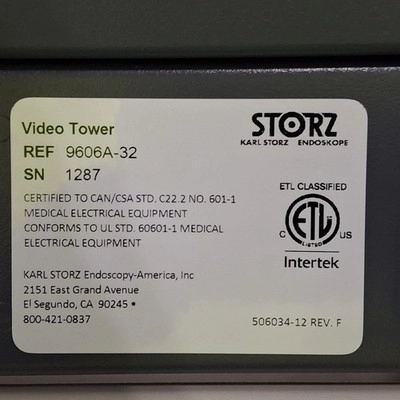 Video Tower
REF 9606A-32
SN 1287
CERTIFIED TO CAN/CSA STD. C22.2 NO. 601-1
MEDICAL ELECTRICAL EQUIPMENT
CONFORMS TO UL STD. 60601-1 MEDICAL
ELECTRICAL EQUIPMENT
KARL STORZ Endoscopy-America, Inc
2151 East Grand Avenue
El Segundo, CA 90245 •
800-421-0837
STORZ
KARL STORZ ENDOSKOPE
ETL CLASSIFIED
ETL
LISTED
C US
Intertek
506034-12 REV. F